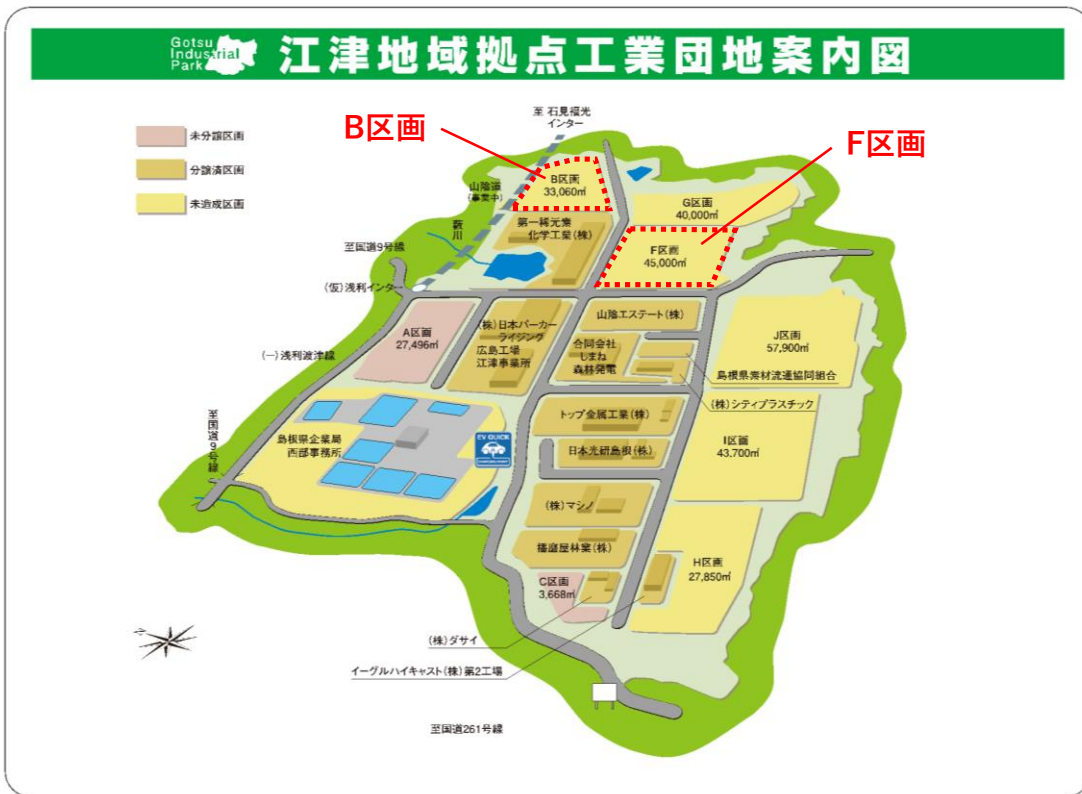 Gotsu
Industrial
Park
江津地域拠点工業団地案内図
未分譲区画
分譲済区画
未造成区画
至 石見福光
インター
B区画
F区画
山陰道
(事業中)
B区画
33,060㎡
G区画
40,000㎡
敬川
第一稀元素
化学工業(株)
F区画
45,000㎡
至国道9号線
(仮)浅利インター
A区画
27,496㎡
(株)日本パーカー
ライジング
広島工場
江津事業所
山陰エステート(株)
合同会社
しまね
森林発電
J区画
57,900㎡
(一)浅利渡津線
島根県素材流通協同組合
(株)シティプラスチック
至国道9号線
島根県企業局
西部事務所
EV QUICK
トップ金属工業(株)
日本光研島根(株)
I区画
43,700㎡
(株)マシノ
播磨屋林業(株)
H区画
27,850㎡
C区画
3,668㎡
(株)ダサイ
イーグルハイキャスト(株)第2工場
至国道261号線